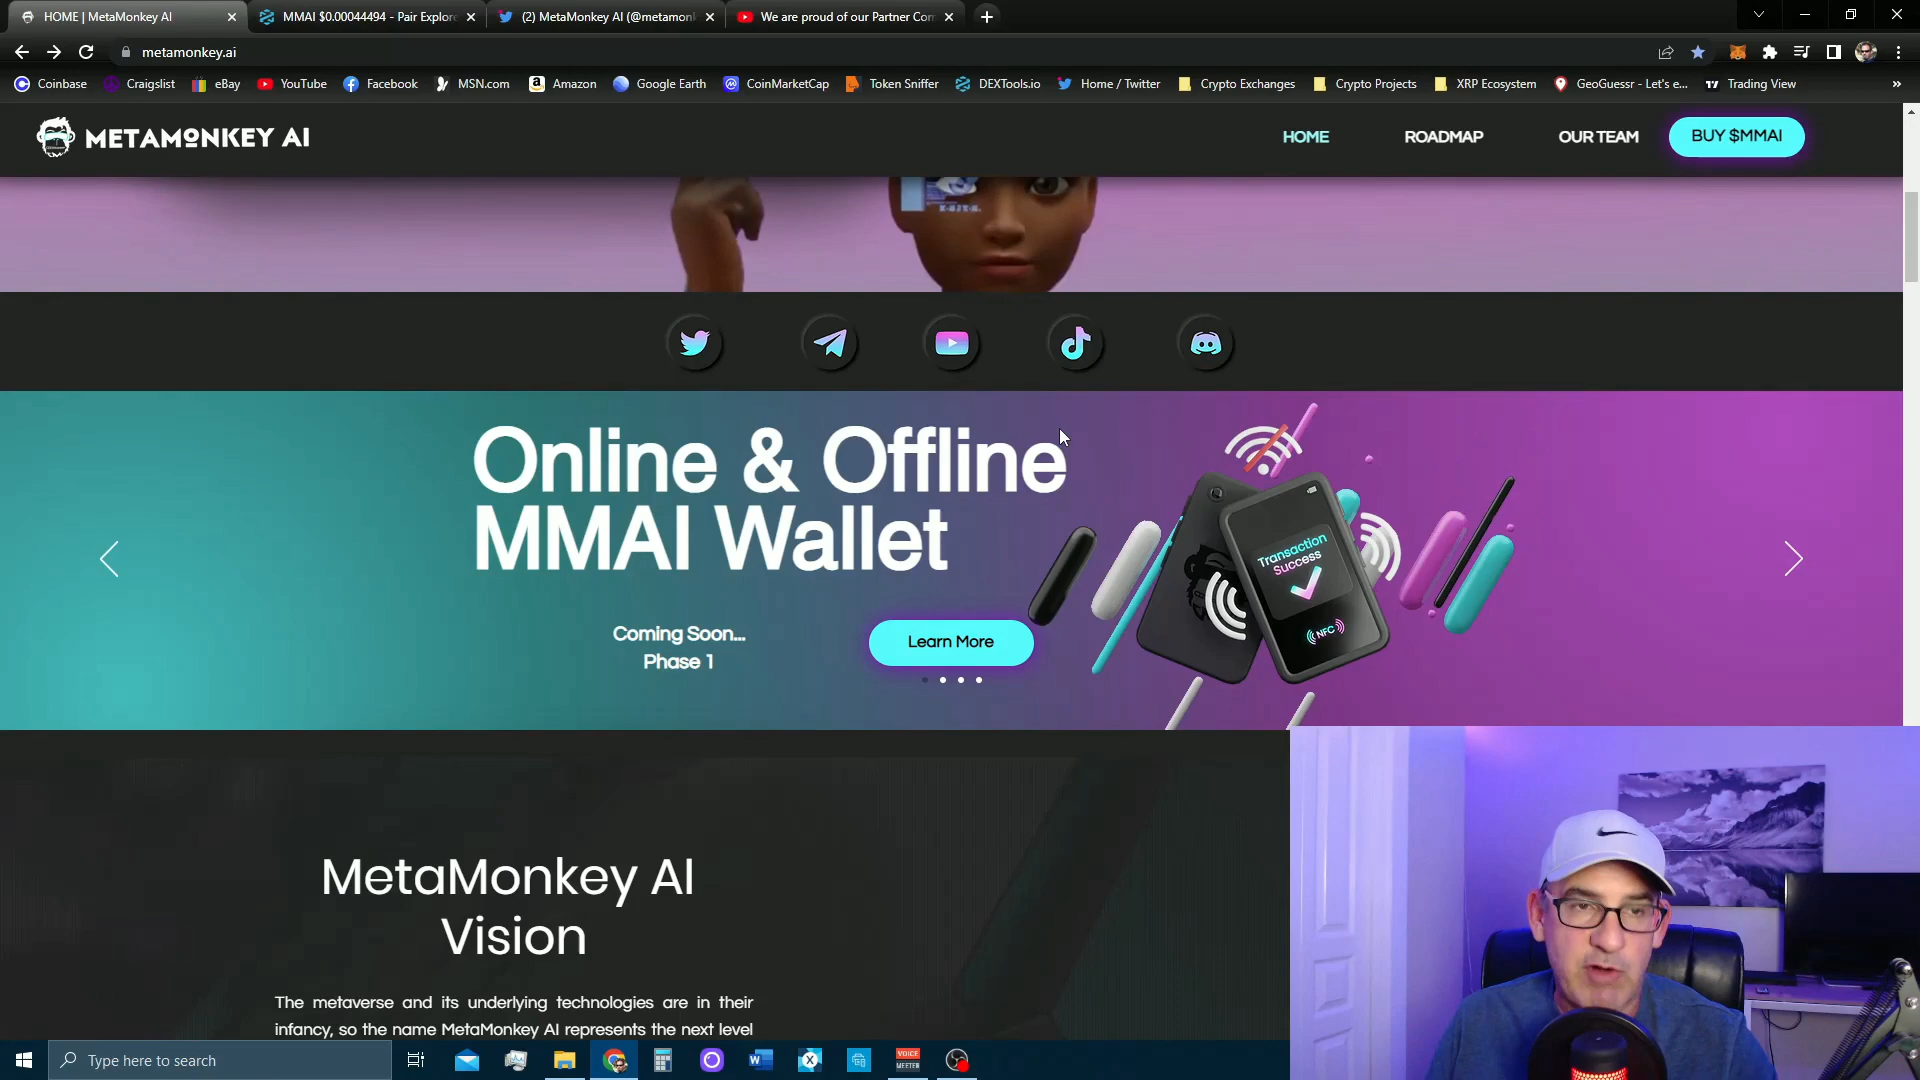 HOME | MetaMonkey AI
MMAI $0.00044494 - Pair Explore
(2) MetaMonkey AI (@metamonk
We are proud of our Partner Con
metamonkey.ai
Coinbase
Craigslist
eBay
YouTube
Facebook
MSN.com
Amazon
Google Earth
CoinMarketCap
Token Sniffer
DEXTools.io
Home / Twitter
Crypto Exchanges
Crypto Projects
XRP Ecosystem
GeoGuessr - Let's e...
Trading View
»
METAMONKEY AI
HOME
ROADMAP
OUR TEAM
BUY $MMAI
Online & Offline
MMAI Wallet
Coming Soon...
Phase 1
Learn More
Transaction
Success
NFC
MetaMonkey AI
Vision
The metaverse and its underlying technologies are in their
infancy, so the name MetaMonkey AI represents the next level
Type here to search
VOICE
MEETER